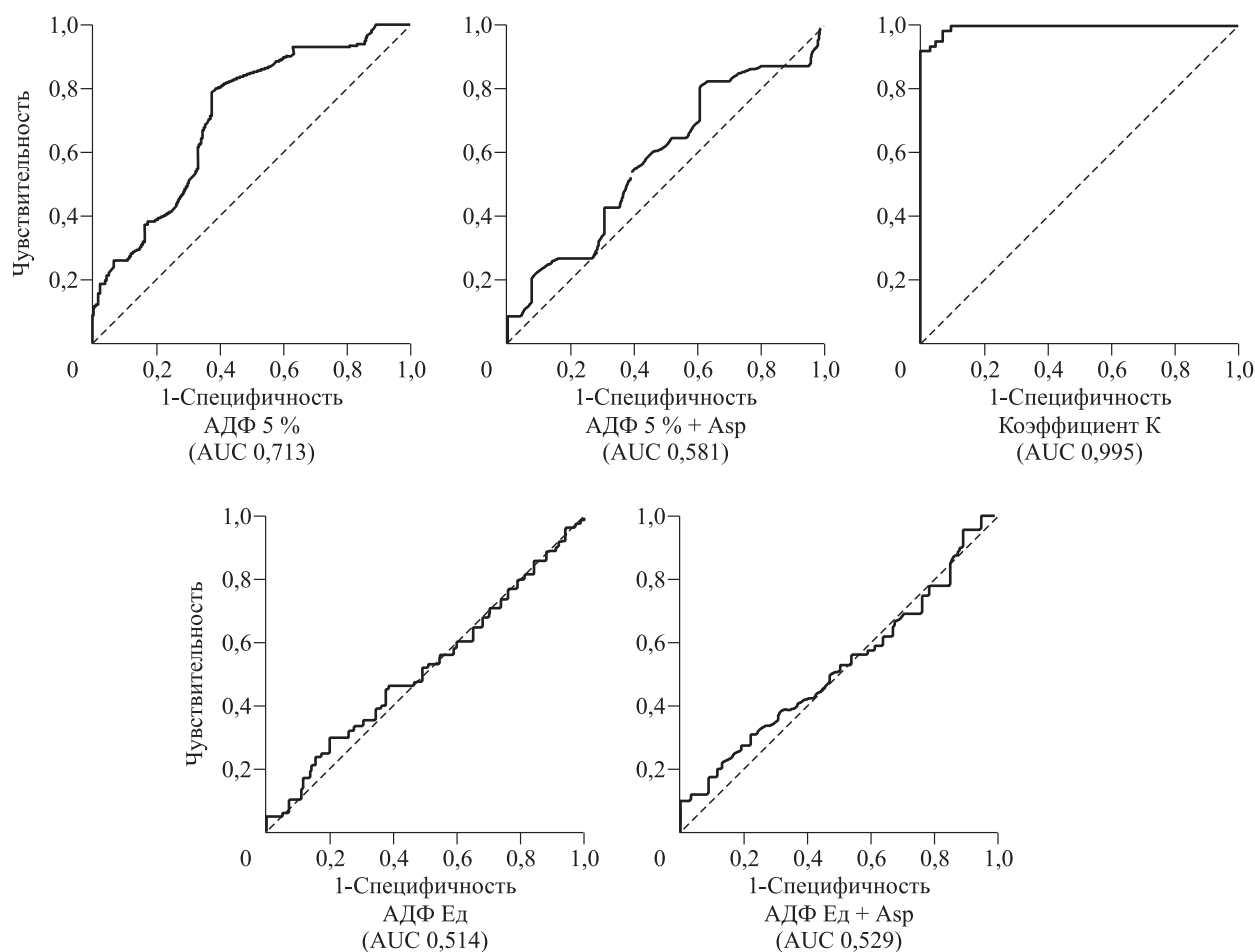 1,0
0,8
0,6
0,4
0,2
0
0,2 0,4 0,6 0,8 1,0
Чувствительность
1-Специфичность
АДФ 5 %
(AUC 0,713)
1,0
0,8
0,6
0,4
0,2
0
0,2 0,4 0,6 0,8 1,0
1-Специфичность
АДФ 5 % + Asp
(AUC 0,581)
1,0
0,8
0,6
0,4
0,2
0
0,2 0,4 0,6 0,8 1,0
1-Специфичность
Коэффициент К
(AUC 0,995)
1,0
0,8
0,6
0,4
0,2
0
0,2 0,4 0,6 0,8 1,0
Чувствительность
1-Специфичность
АДФ Ед
(AUC 0,514)
1,0
0,8
0,6
0,4
0,2
0
0,2 0,4 0,6 0,8 1,0
1-Специфичность
АДФ Ед + Asp
(AUC 0,529)